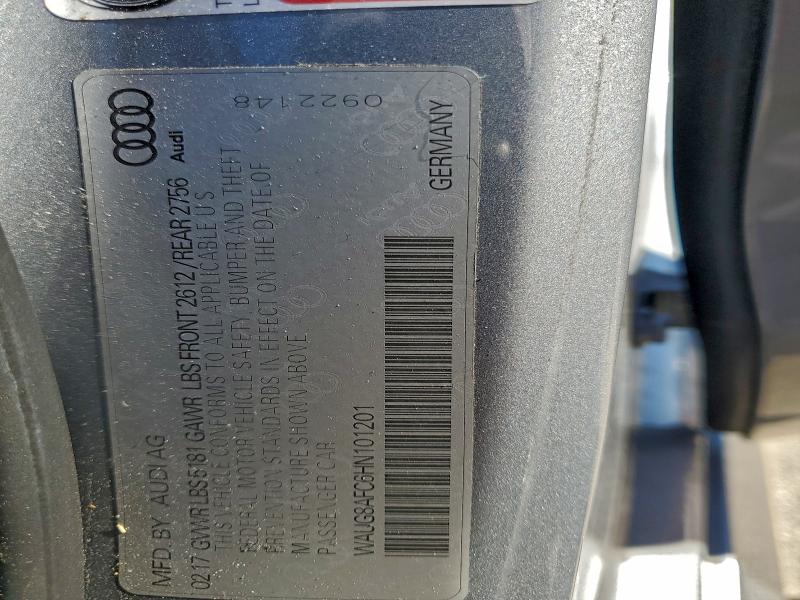 Audi
MFD BY AUDI AG
0217 GVWR LBS 5181 GAWR LBS FRONT 2612 / REAR 2756
THIS VEHICLE CONFORMS TO ALL APPLICABLE U S
FEDERAL MOTOR VEHICLE SAFETY BUMPER AND THEFT
PREVENTION STANDARDS IN EFFECT ON THE DATE OF
MANUFACTURE SHOWN ABOVE
PASSENGER CAR
WAUG8AFC6HN101201
GERMANY
0922148